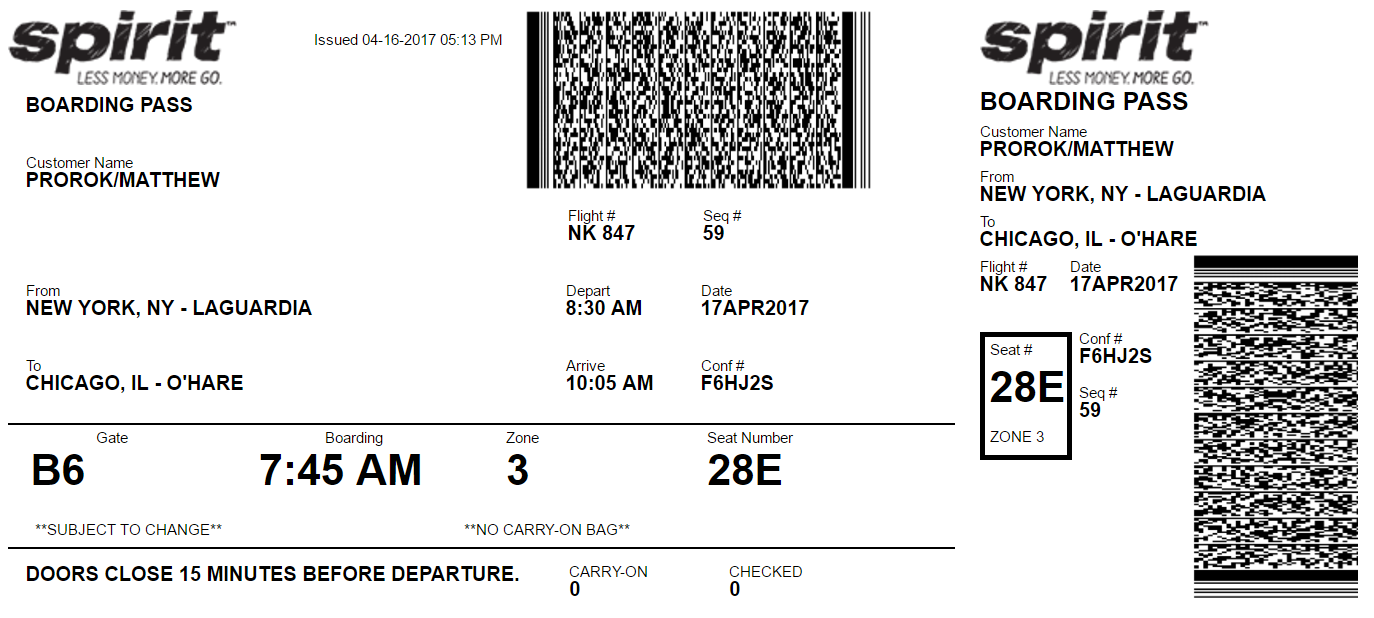 spirit™
LESS MONEY. MORE GO.
BOARDING PASS
Issued 04-16-2017 05:13 PM
Customer Name
PROROK/MATTHEW
Flight # Seq #
NK 847 59
From Depart Date
NEW YORK, NY - LAGUARDIA 8:30 AM 17APR2017
To Arrive Conf #
CHICAGO, IL - O'HARE 10:05 AM F6HJ2S
Gate Boarding Zone Seat Number
B6 7:45 AM 3 28E
**SUBJECT TO CHANGE** **NO CARRY-ON BAG**
DOORS CLOSE 15 MINUTES BEFORE DEPARTURE. CARRY-ON CHECKED
0 0
spirit™
LESS MONEY. MORE GO.
BOARDING PASS
Customer Name
PROROK/MATTHEW
From
NEW YORK, NY - LAGUARDIA
To
CHICAGO, IL - O'HARE
Flight # Date
NK 847 17APR2017
Seat #
28E
ZONE 3
Conf #
F6HJ2S
Seq #
59